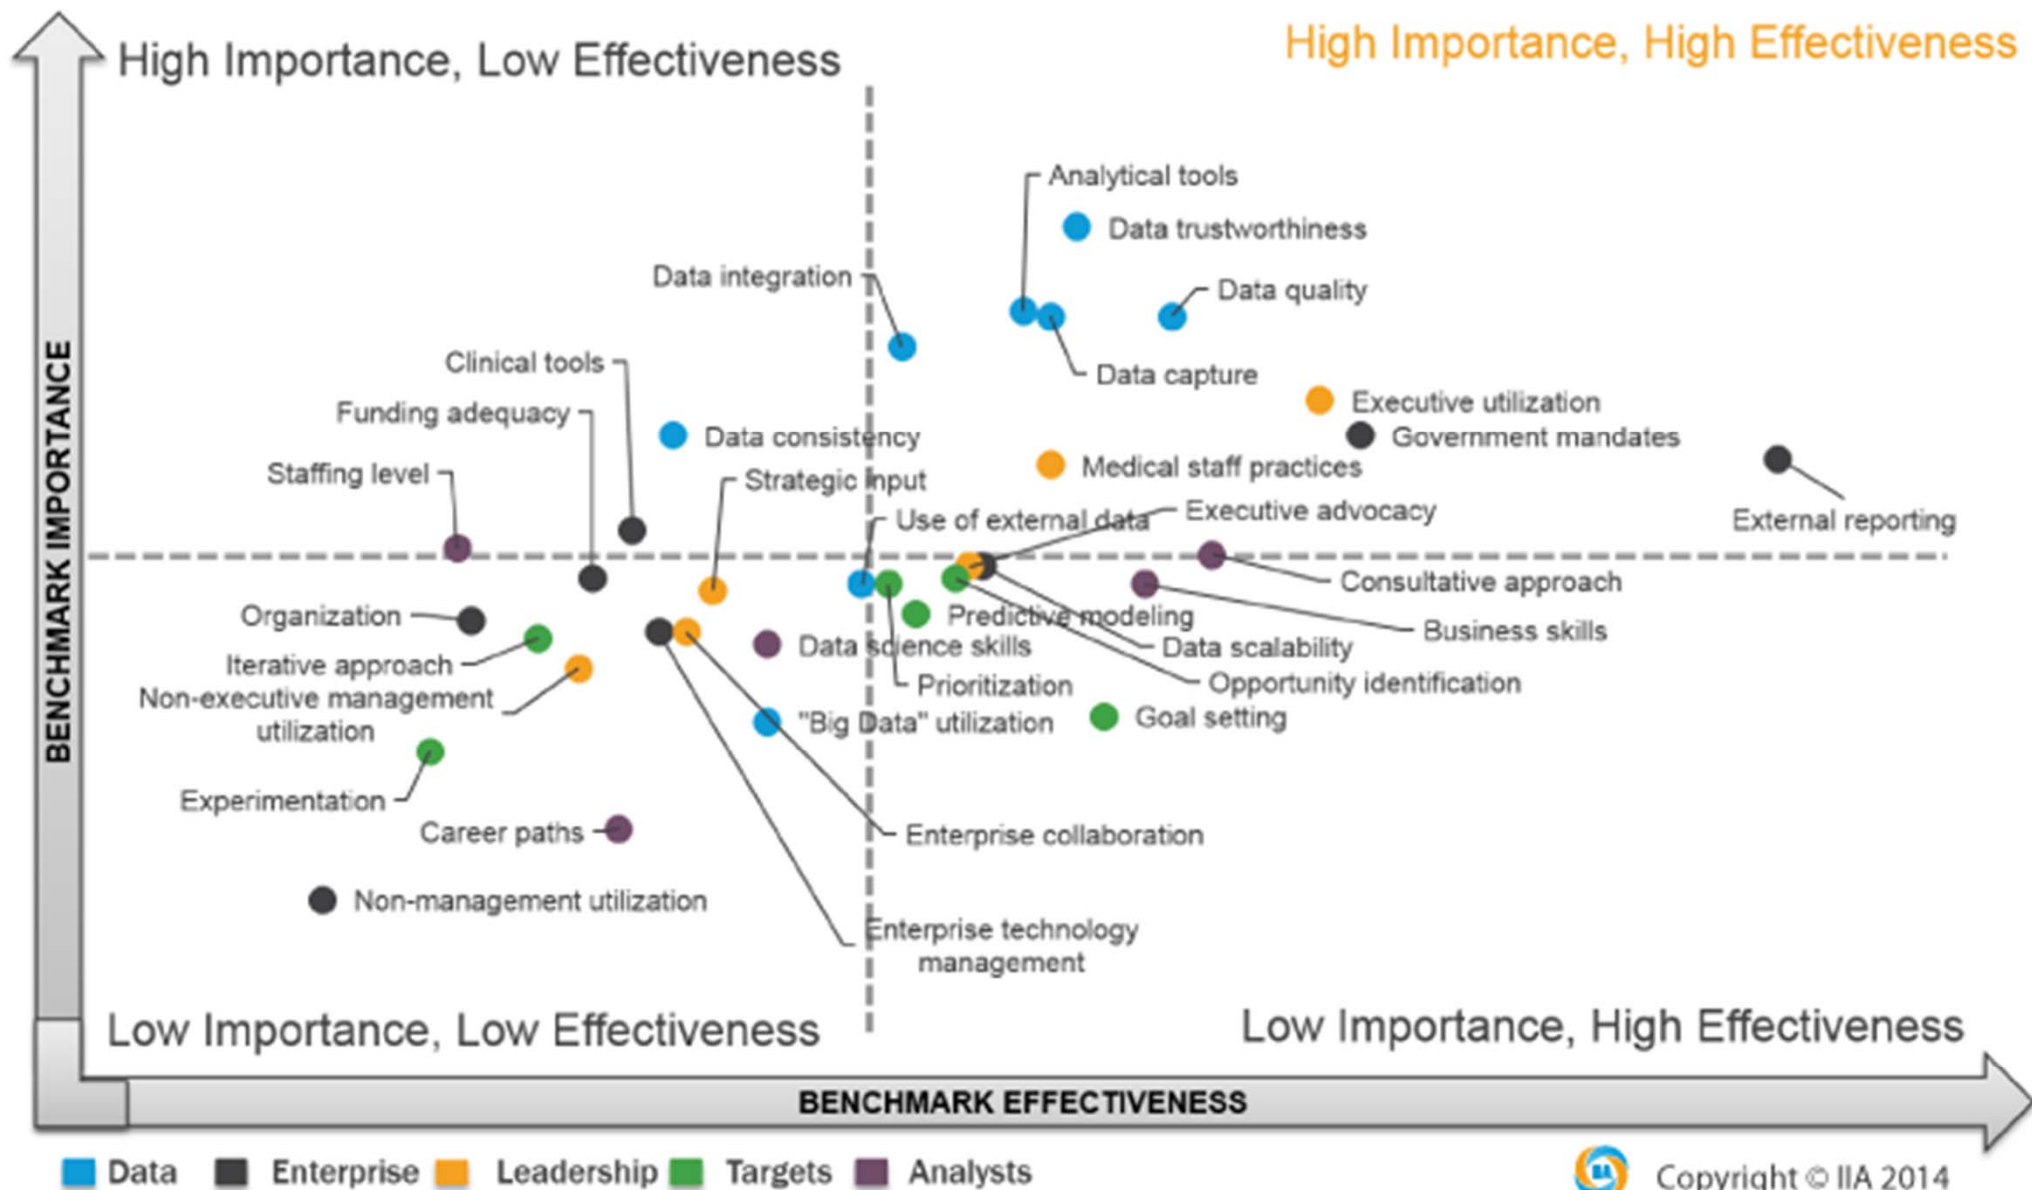 High Importance, Low Effectiveness
High Importance, High Effectiveness
Analytical tools
Data trustworthiness
Data integration
Data quality
Clinical tools
Data capture
Funding adequacy
Executive utilization
Data consistency
Government mandates
Staffing level
Medical staff practices
Strategic input
Use of external data
Executive advocacy
External reporting
BENCHMARK IMPORTANCE
Consultative approach
Organization
Predictive modeling
Business skills
Data science skills
Data scalability
Iterative approach
Prioritization
Opportunity identification
Non-executive management
utilization
"Big Data" utilization
Goal setting
Experimentation
Career paths
Enterprise collaboration
Non-management utilization
Enterprise technology
management
Low Importance, Low Effectiveness
Low Importance, High Effectiveness
BENCHMARK EFFECTIVENESS
Data
Enterprise
Leadership
Targets
Analysts
IIA
Copyright © IIA 2014